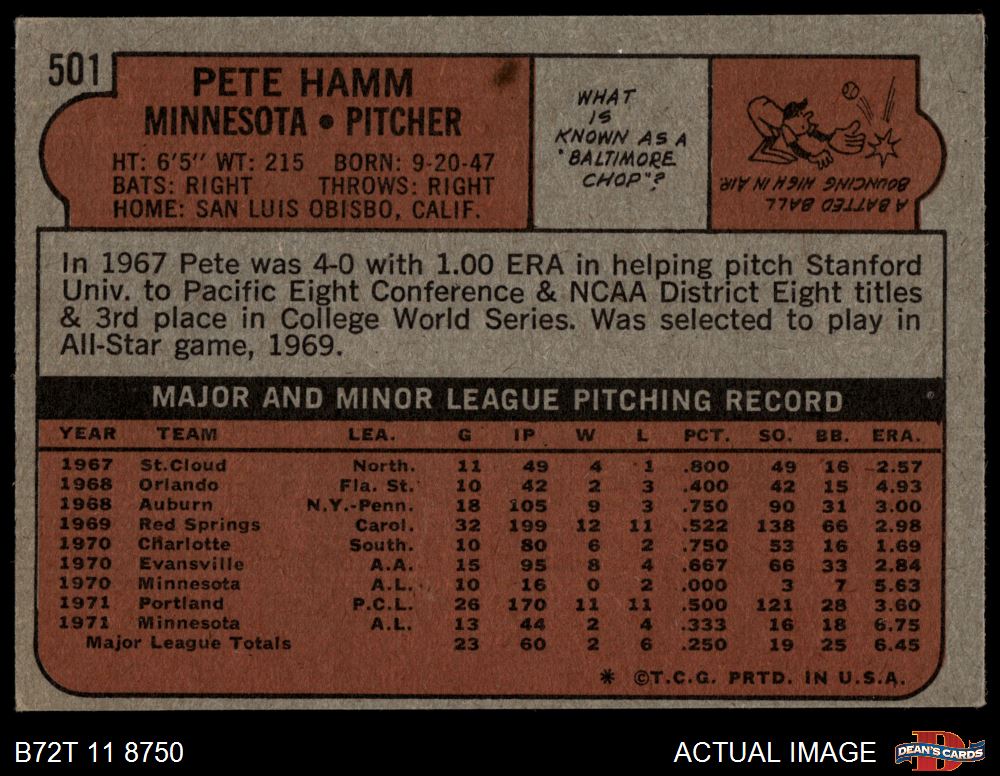 501
PETE HAMM
MINNESOTA • PITCHER
HT: 6'5" WT: 215 BORN: 9-20-47
BATS: RIGHT THROWS: RIGHT
HOME: SAN LUIS OBISBO, CALIF.
WHAT
IS
KNOWN AS A
"BALTIMORE
CHOP"?
A BATTED BALL
BOUNCING HIGH IN AIR
In 1967 Pete was 4-0 with 1.00 ERA in helping pitch Stanford
Univ. to Pacific Eight Conference & NCAA District Eight titles
& 3rd place in College World Series. Was selected to play in
All-Star game, 1969.
MAJOR AND MINOR LEAGUE PITCHING RECORD
YEAR TEAM LEA. G IP W L PCT. SO. BB. ERA.
1967 St.Cloud North. 11 49 4 1 .800 49 16 2.57
1968 Orlando Fla. St. 10 42 2 3 .400 42 15 4.93
1968 Auburn N.Y.-Penn. 18 105 9 3 .750 90 31 3.00
1969 Red Springs Carol. 32 199 12 11 .522 138 66 2.98
1970 Charlotte South. 10 80 6 2 .750 53 16 1.69
1970 Evansville A.A. 15 95 8 4 .667 66 33 2.84
1970 Minnesota A.L. 10 16 0 2 .000 3 7 5.63
1971 Portland P.C.L. 26 170 11 11 .500 121 28 3.60
1971 Minnesota A.L. 13 44 2 4 .333 16 18 6.75
Major League Totals 23 60 2 6 .250 19 25 6.45
* ©T.C.G. PRTD. IN U.S.A.
B72T 11 8750
ACTUAL IMAGE
DEAN'S CARDS